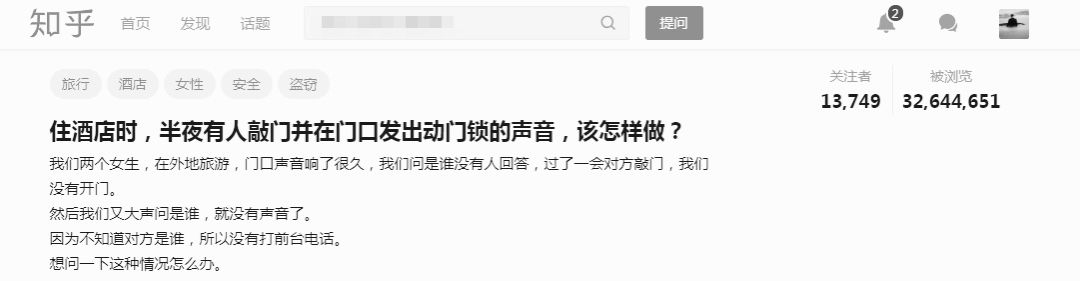 知乎 首页 发现 话题 提问 2
旅行 酒店 女性 安全 盗窃
关注者 被浏览
13,749 32,644,651
住酒店时，半夜有人敲门并在门口发出动门锁的声音，该怎样做？
我们两个女生，在外地旅游，门口声音响了很久，我们问是谁没有人回答，过了一会对方敲门，我们
没有开门。
然后我们又大声问是谁，就没有声音了。
因为不知道对方是谁，所以没有打前台电话。
想问一下这种情况怎么办。